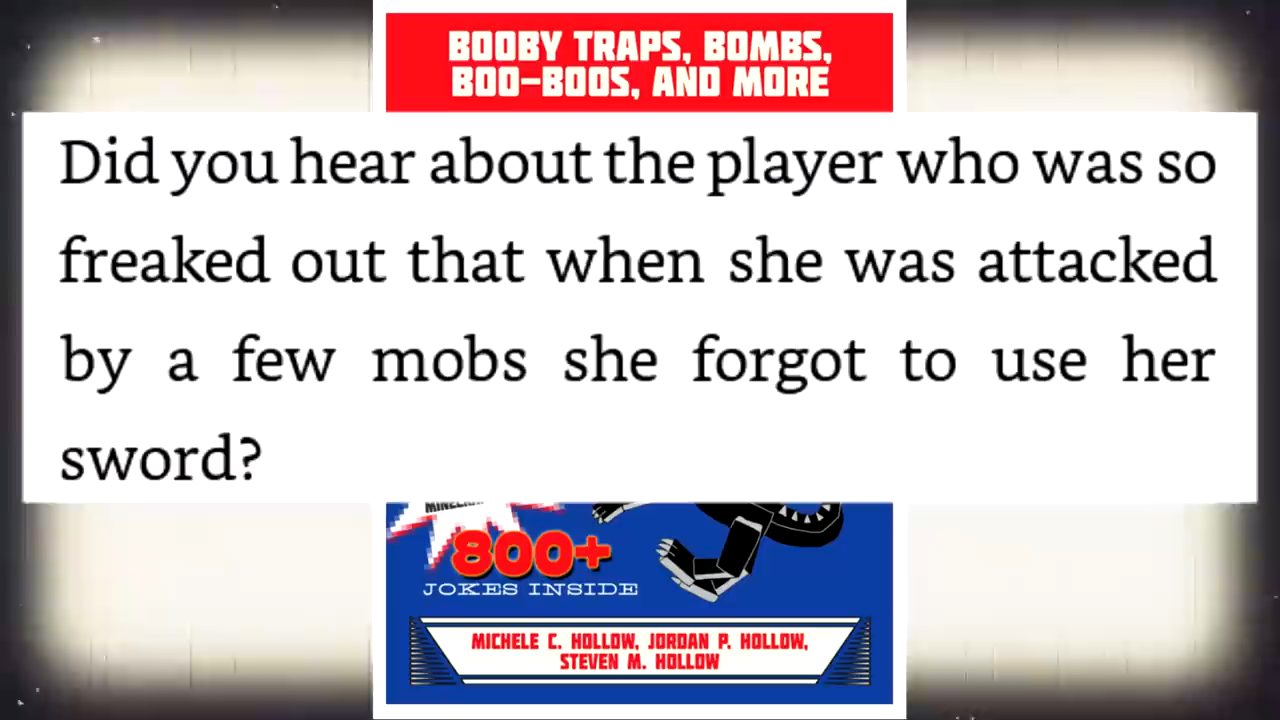 BOOBY TRAPS, BOMBS,
BOO-BOOS, AND MORE
Did you hear about the player who was so
freaked out that when she was attacked
by a few mobs she forgot to use her
sword?
800+
JOKES INSIDE
MICHELE C. HOLLOW, JORDAN P. HOLLOW,
STEVEN M. HOLLOW